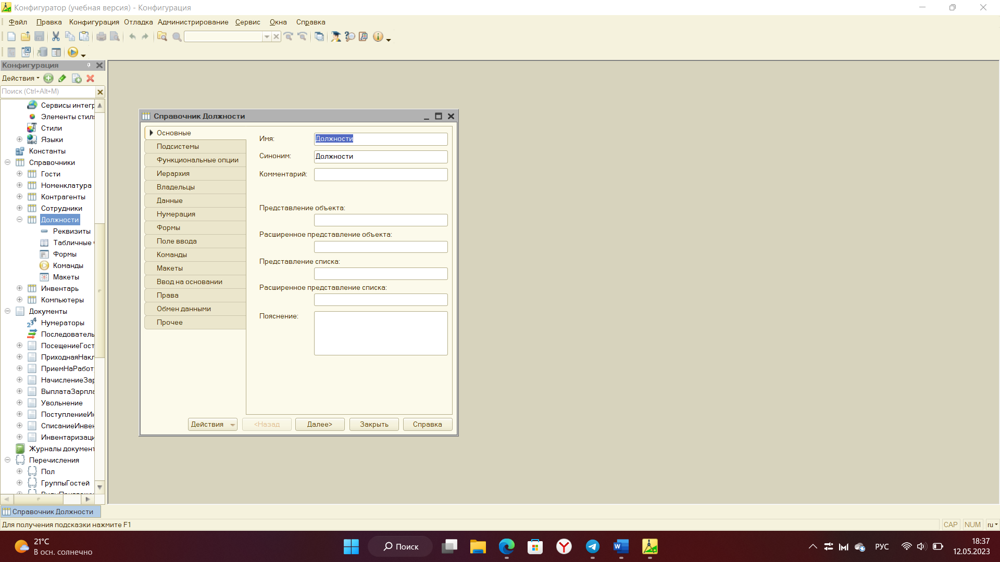 Конфигуратор (учебная версия) - Конфигурация
Файл Правка Конфигурация Отладка Администрирование Сервис Окна Справка
Конфигурация
Действия
Поиск (Ctrl+Alt+M)
Сервисы интегр
Элементы стиля
Стили
Языки
Константы
Справочники
Гости
Номенклатура
Контрагенты
Сотрудники
Должности
Реквизиты
Табличные
Формы
Команды
Макеты
Инвентарь
Компьютеры
Документы
Нумераторы
Последователь
ПосещениеГост
ПриходнаяНакл
ПриемНаРабот
НачислениеЗар
ВыплатаЗарпла
Увольнение
ПоступлениеИн
СписаниеИнвен
Инвентаризаци
Журналы документ
Перечисления
Пол
ГруппыГостей
Справочник Должности
Основные
Подсистемы
Функциональные опции
Иерархия
Владельцы
Данные
Нумерация
Формы
Поле ввода
Команды
Макеты
Ввод на основании
Права
Обмен данными
Прочее
Имя: Должности
Синоним: Должности
Комментарий:
Представление объекта:
Расширенное представление объекта:
Представление списка:
Расширенное представление списка:
Пояснение:
Действия <Назад Далее> Закрыть Справка
Справочник Должности
Для получения подсказки нажмите F1
CAP NUM ru
21°C
В осн. солнечно
Поиск
РУС
18:37
12.05.2023